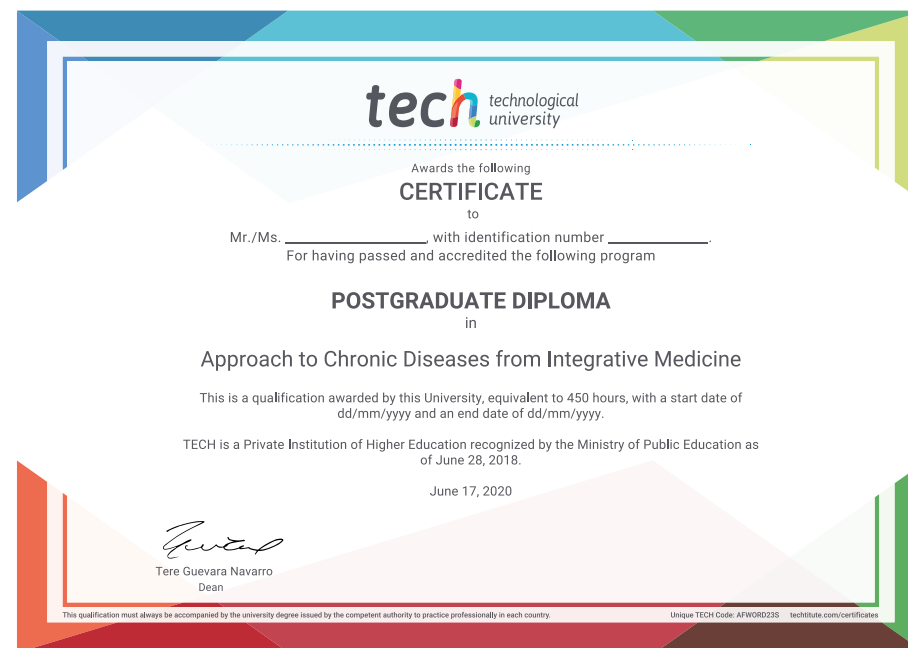 tech technological
university
Awards the following
CERTIFICATE
to
Mr./Ms. ____________________, with identification number ______________.
For having passed and accredited the following program
POSTGRADUATE DIPLOMA
in
Approach to Chronic Diseases from Integrative Medicine
This is a qualification awarded by this University, equivalent to 450 hours, with a start date of
dd/mm/yyyy and an end date of dd/mm/yyyy.
TECH is a Private Institution of Higher Education recognized by the Ministry of Public Education as
of June 28, 2018.
June 17, 2020
Tere Guevara Navarro
Dean
This qualification must always be accompanied by the university degree issued by the competent authority to practice professionally in each country.
Unique TECH Code: AFWORD23S techtitute.com/certificates